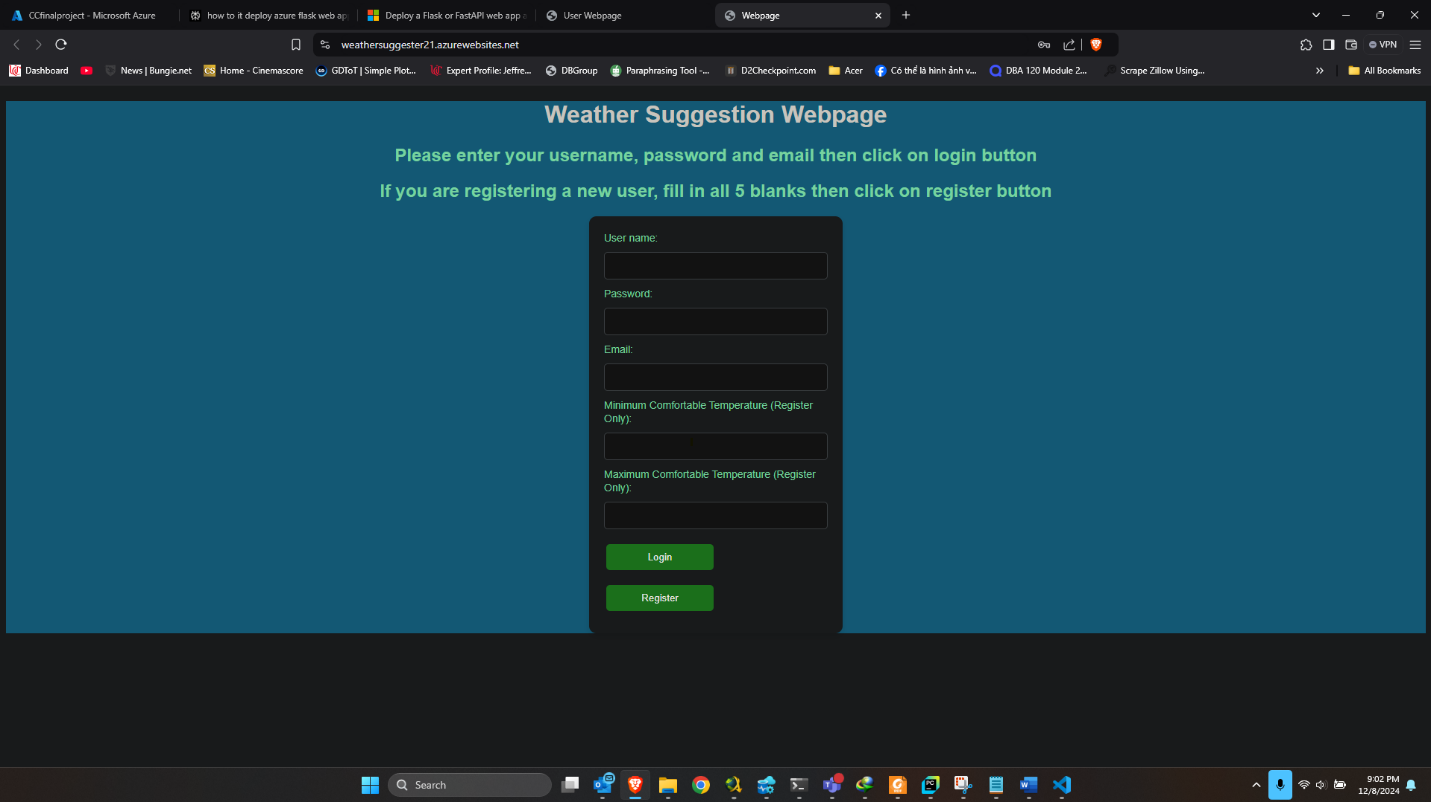 CCfinalproject - Microsoft Azure
how to it deploy azure flask web ap
Deploy a Flask or FastAPI web app
User Webpage
Webpage
weathersuggester21.azurewebsites.net
VPN
Dashboard
News | Bungie.net
CS Home - Cinemascore
GDToT | Simple Plot...
Expert Profile: Jeffre...
DBGroup
Paraphrasing Tool -...
D2Checkpoint.com
Acer
Có thể là hình ảnh v...
DBA 120 Module 2...
Scrape Zillow Using...
»
All Bookmarks
Weather Suggestion Webpage
Please enter your username, password and email then click on login button
If you are registering a new user, fill in all 5 blanks then click on register button
User name:
Password:
Email:
Minimum Comfortable Temperature (Register
Only):
Maximum Comfortable Temperature (Register
Only):
Login
Register
Search
9:02 PM
12/8/2024